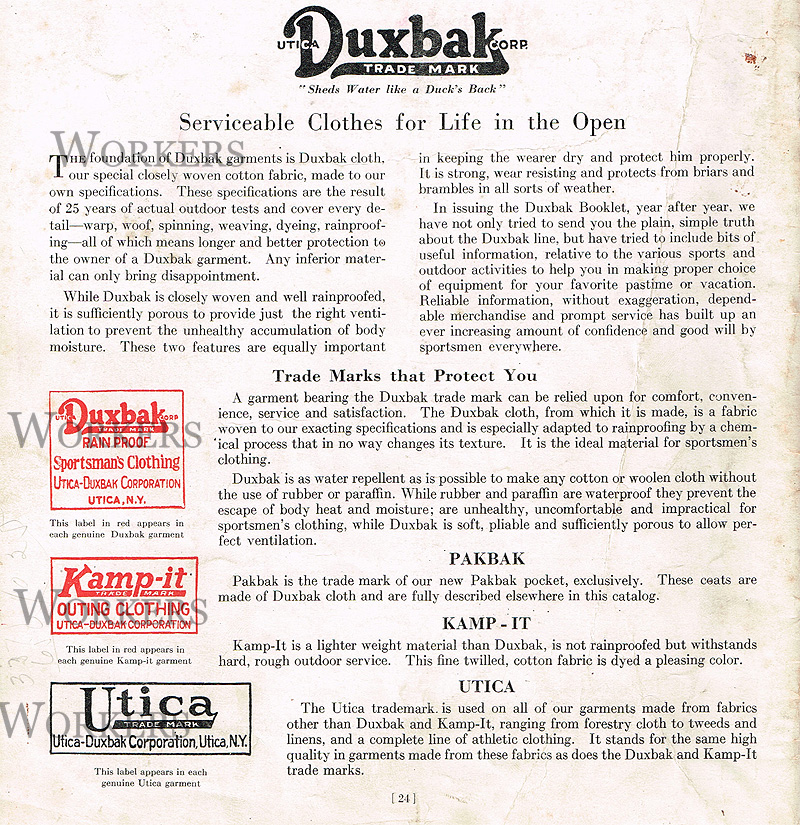 UTICA Duxbak CORP.
TRADE MARK
"Sheds Water like a Duck's Back"
Serviceable Clothes for Life in the Open
THE foundation of Duxbak garments is Duxbak cloth,
our special closely woven cotton fabric, made to our
own specifications. These specifications are the result
of 25 years of actual outdoor tests and cover every de-
tail—warp, woof, spinning, weaving, dyeing, rainproof-
ing—all of which means longer and better protection to
the owner of a Duxbak garment. Any inferior mater-
ial can only bring disappointment.
While Duxbak is closely woven and well rainproofed,
it is sufficiently porous to provide just the right venti-
lation to prevent the unhealthy accumulation of body
moisture. These two features are equally important
in keeping the wearer dry and protect him properly.
It is strong, wear resisting and protects from briars and
brambles in all sorts of weather.
In issuing the Duxbak Booklet, year after year, we
have not only tried to send you the plain, simple truth
about the Duxbak line, but have tried to include bits of
useful information, relative to the various sports and
outdoor activities to help you in making proper choice
of equipment for your favorite pastime or vacation.
Reliable information, without exaggeration, depend-
able merchandise and prompt service has built up an
ever increasing amount of confidence and good will by
sportsmen everywhere.
Trade Marks that Protect You
A garment bearing the Duxbak trade mark can be relied upon for comfort, conven-
ience, service and satisfaction. The Duxbak cloth, from which it is made, is a fabric
woven to our exacting specifications and is especially adapted to rainproofing by a chem-
ical process that in no way changes its texture. It is the ideal material for sportsmen's
clothing.
Duxbak is as water repellent as is possible to make any cotton or woolen cloth without
the use of rubber or paraffin. While rubber and paraffin are waterproof they prevent the
escape of body heat and moisture; are unhealthy, uncomfortable and impractical for
sportsmen's clothing, while Duxbak is soft, pliable and sufficiently porous to allow per-
fect ventilation.
PAKBAK
Pakbak is the trade mark of our new Pakbak pocket, exclusively. These coats are
made of Duxbak cloth and are fully described elsewhere in this catalog.
KAMP - IT
Kamp-It is a lighter weight material than Duxbak, is not rainproofed but withstands
hard, rough outdoor service. This fine twilled, cotton fabric is dyed a pleasing color.
UTICA
The Utica trademark is used on all of our garments made from fabrics
other than Duxbak and Kamp-It, ranging from forestry cloth to tweeds and
linens, and a complete line of athletic clothing. It stands for the same high
quality in garments made from these fabrics as does the Duxbak and Kamp-It
trade marks.
UTICA Duxbak CORP
TRADE MARK
RAIN PROOF
Sportsman's Clothing
UTICA-DUXBAK CORPORATION
UTICA, N.Y.
This label in red appears in
each genuine Duxbak garment
Kamp-it
TRADE MARK
OUTING CLOTHING
UTICA-DUXBAK CORPORATION
This label in red appears in
each genuine Kamp-it garment
Utica
TRADE MARK
Utica-Duxbak Corporation, Utica, N.Y.
This label appears in each
genuine Utica garment
[ 24 ]
WORKERS
WORKERS
WORKERS
WORKERS